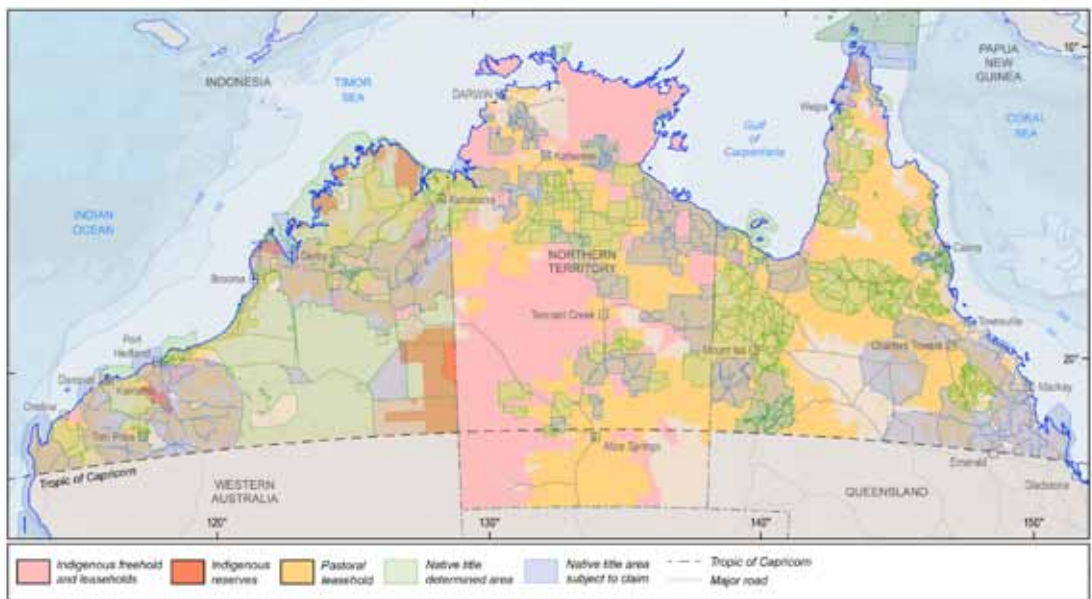 10°
PAPUA
NEW
GUINEA
INDONESIA
TIMOR
SEA
DARWIN
Weipa
CORAL
SEA
Gulf
of
Carpentaria
Katherine
Kununurra
INDIAN
OCEAN
Derby
Cairns
NORTHERN
TERRITORY
Broome
Tennant Creek
Townsville
Port
Hedland
Mount Isa
Charters Towers
20°
Dampier
Karratha
Mackay
Onslow
Tom Price
Alice Springs
Emerald
Tropic of Capricorn
WESTERN
AUSTRALIA
QUEENSLAND
Gladstone
120°
130°
140°
150°
Indigenous freehold
and leaseholds
Indigenous
reserves
Pastoral
leasehold
Native title
determined area
Native title area
subject to claim
Tropic of Capricorn
Major road